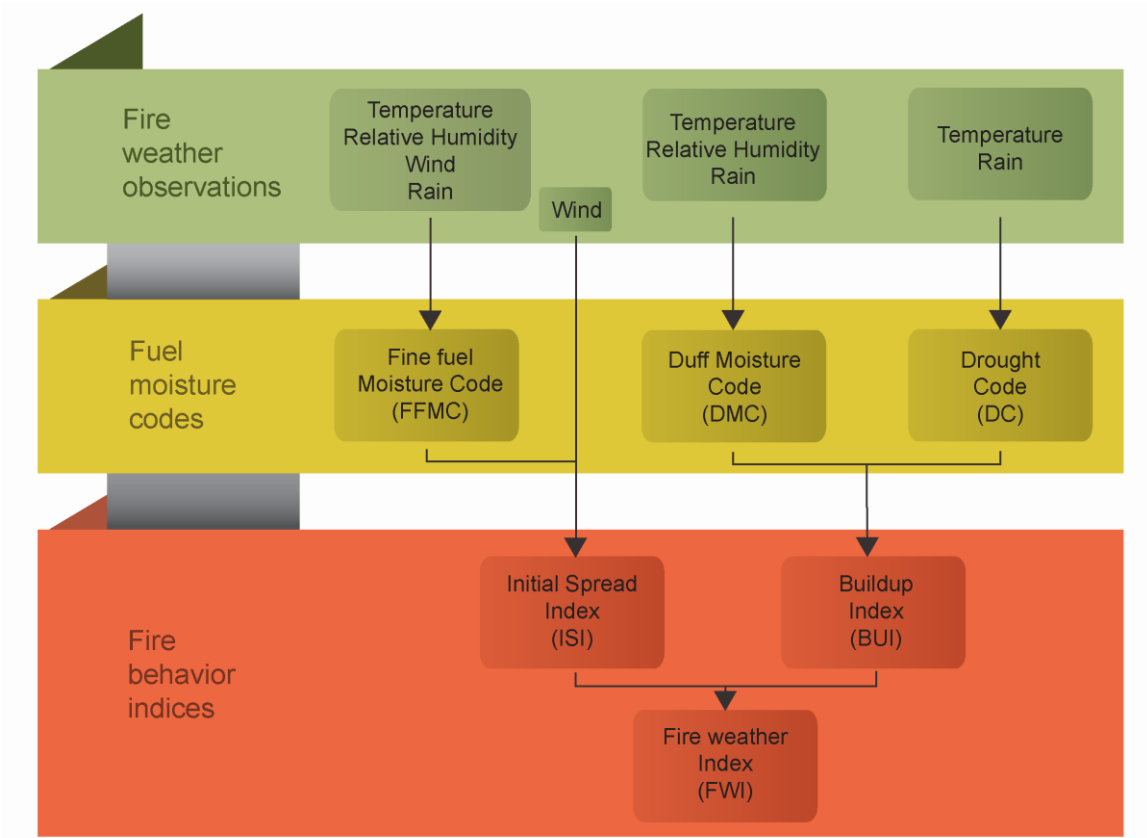 Fire
weather
observations
Temperature
Relative Humidity
Wind
Rain
Wind
Temperature
Relative Humidity
Rain
Temperature
Rain
Fuel
moisture
codes
Fine fuel
Moisture Code
(FFMC)
Duff Moisture
Code
(DMC)
Drought
Code
(DC)
Fire
behavior
indices
Initial Spread
Index
(ISI)
Buildup
Index
(BUI)
Fire weather
Index
(FWI)